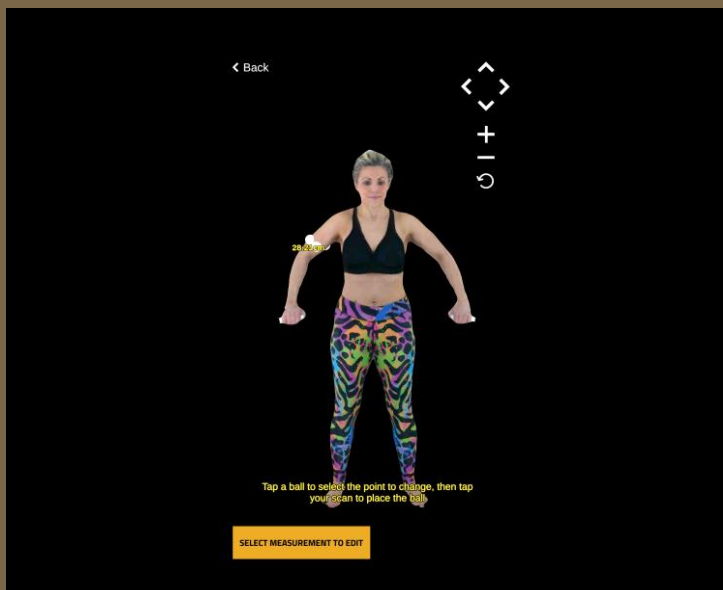 Back
Tap a ball to select the point to change, then tap
your scan to place the ball.
SELECT MEASUREMENT TO EDIT